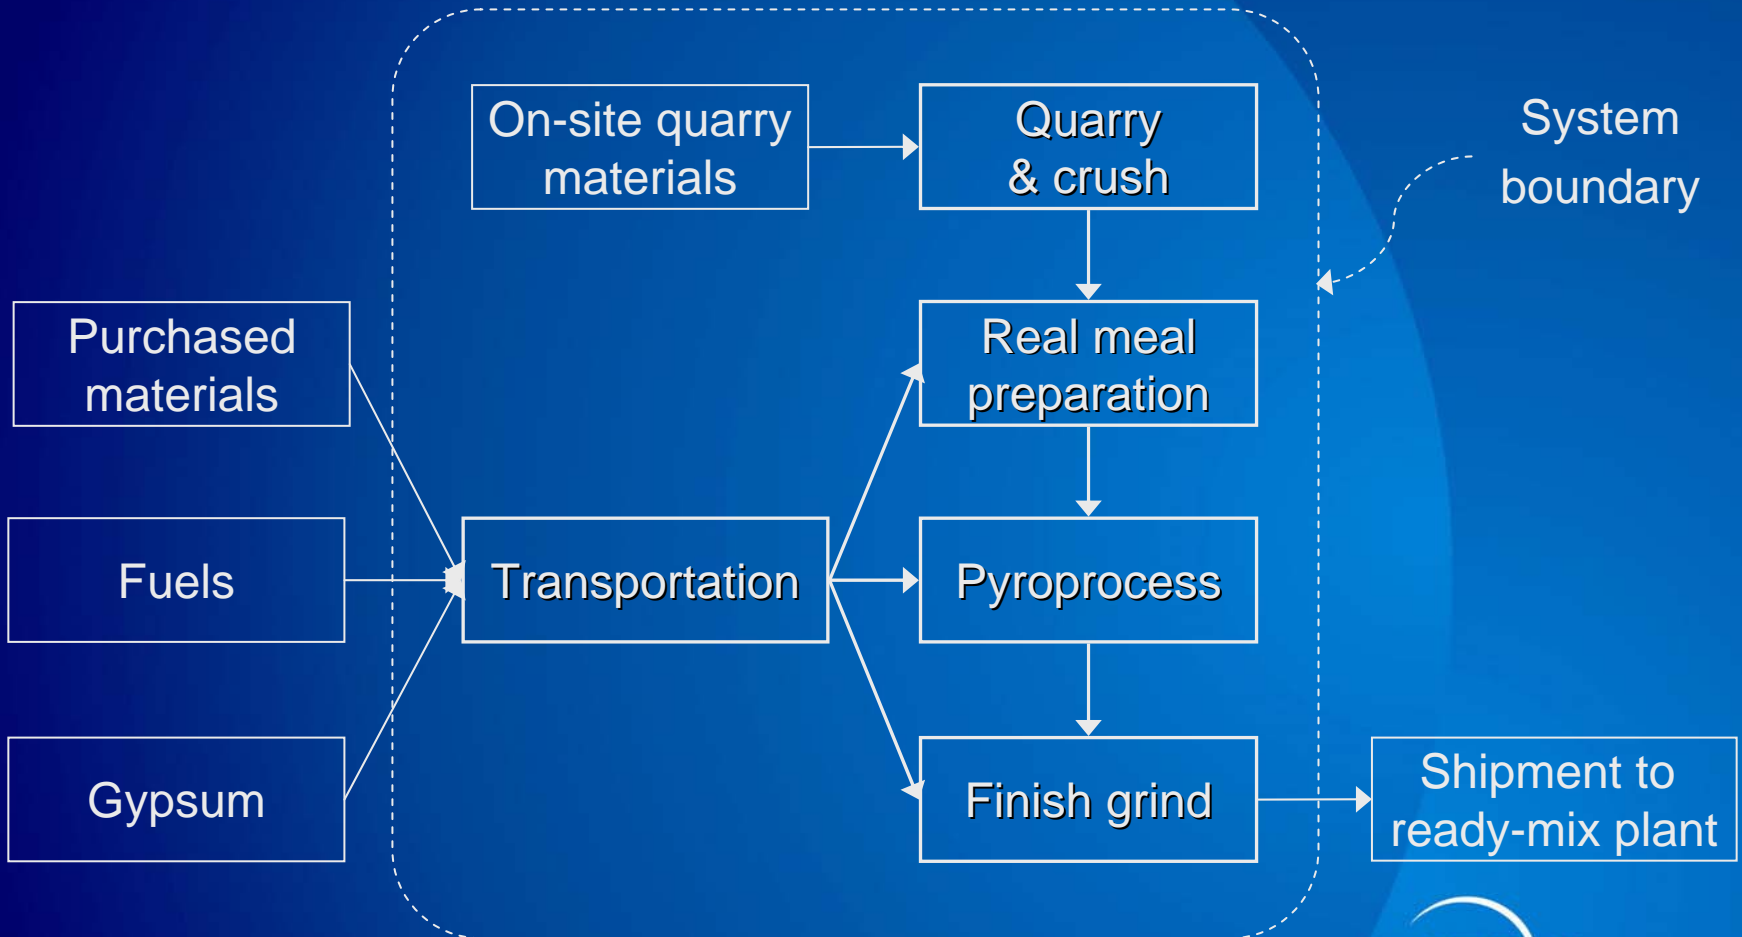 On-site quarry
materials
Quarry
& crush
System
boundary
Purchased
materials
Real meal
preparation
Fuels
Transportation
Pyroprocess
Gypsum
Finish grind
Shipment to
ready-mix plant